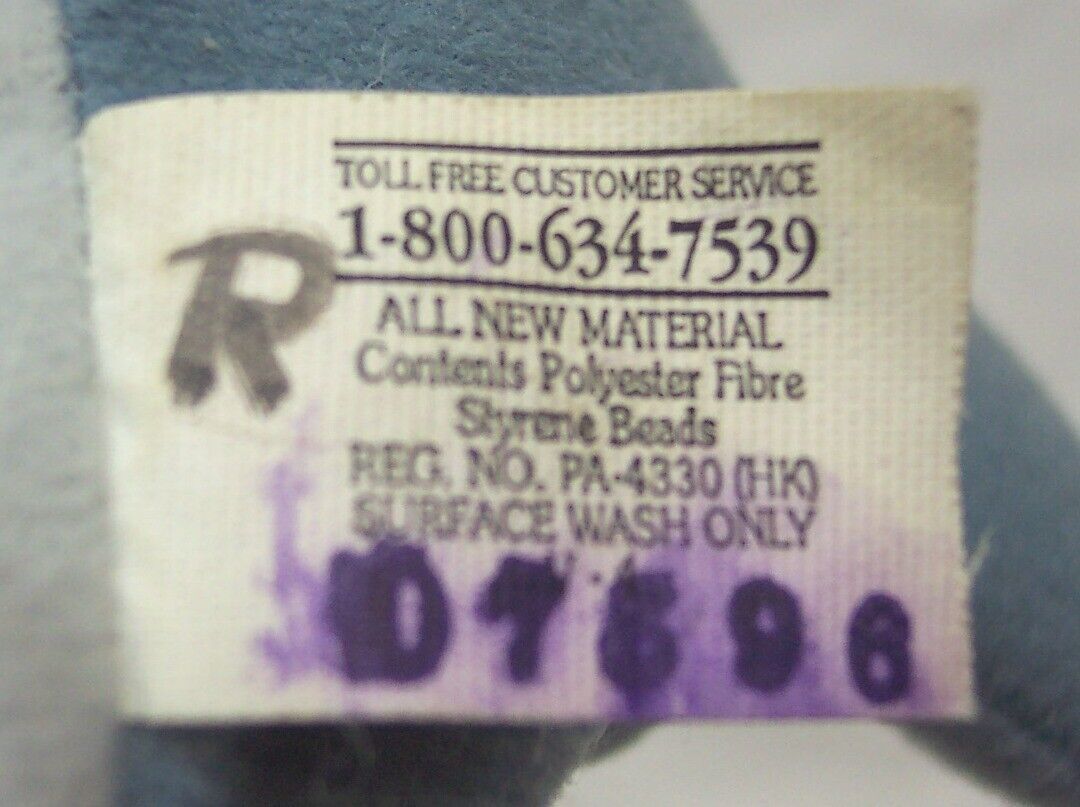 TOLL FREE CUSTOMER SERVICE
1-800-634-7539
R
ALL NEW MATERIAL
Contents Polyester Fibre
Styrene Beads
REG. NO. PA-4330 (HK)
SURFACE WASH ONLY